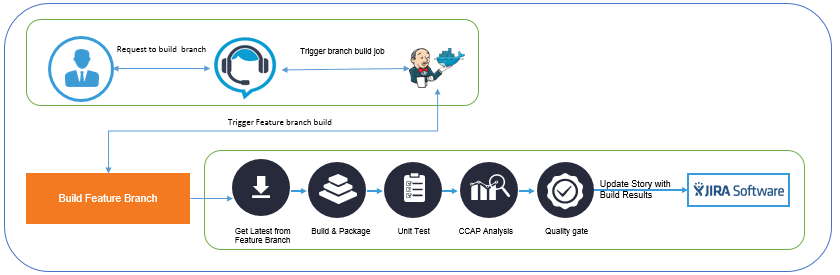 Request to build branch
Trigger branch build job
Trigger Feature branch build
Build Feature Branch
Get Latest from
Feature Branch
Build & Package
Unit Test
CCAP Analysis
Quality gate
Update Story with
Build Results
JIRA Software